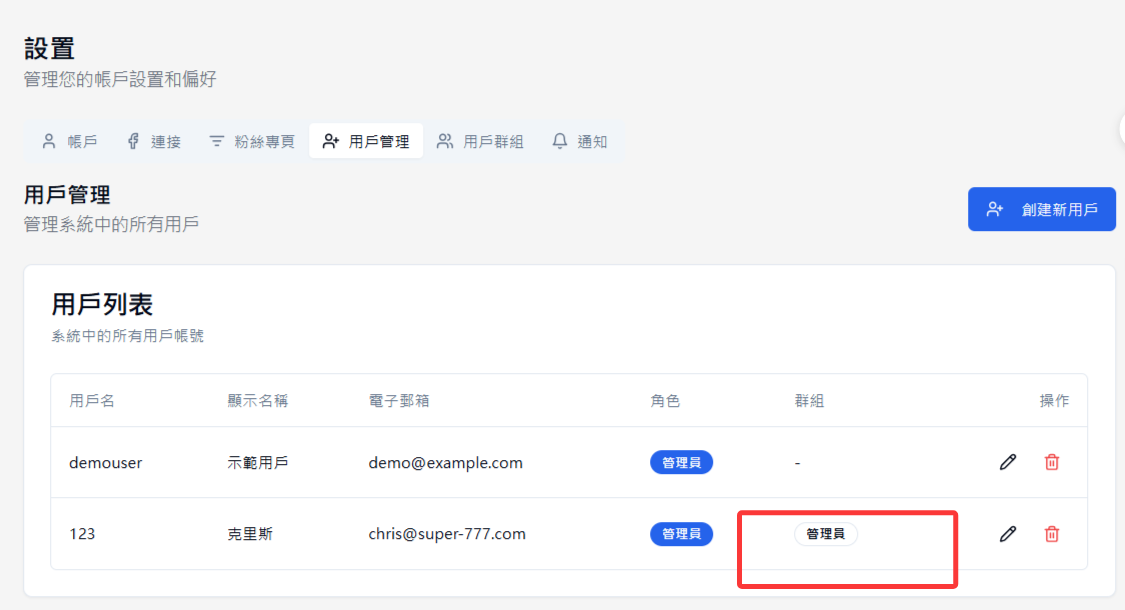 設置
管理您的帳戶設置和偏好
帳戶 連接 粉絲專頁 用戶管理 用戶群組 通知
用戶管理
管理系統中的所有用戶
創建新用戶
用戶列表
系統中的所有用戶帳號
用戶名 顯示名稱 電子郵箱 角色 群組 操作
demouser 示範用戶 demo@example.com 管理員 -
123 克里斯 chris@super-777.com 管理員 管理員